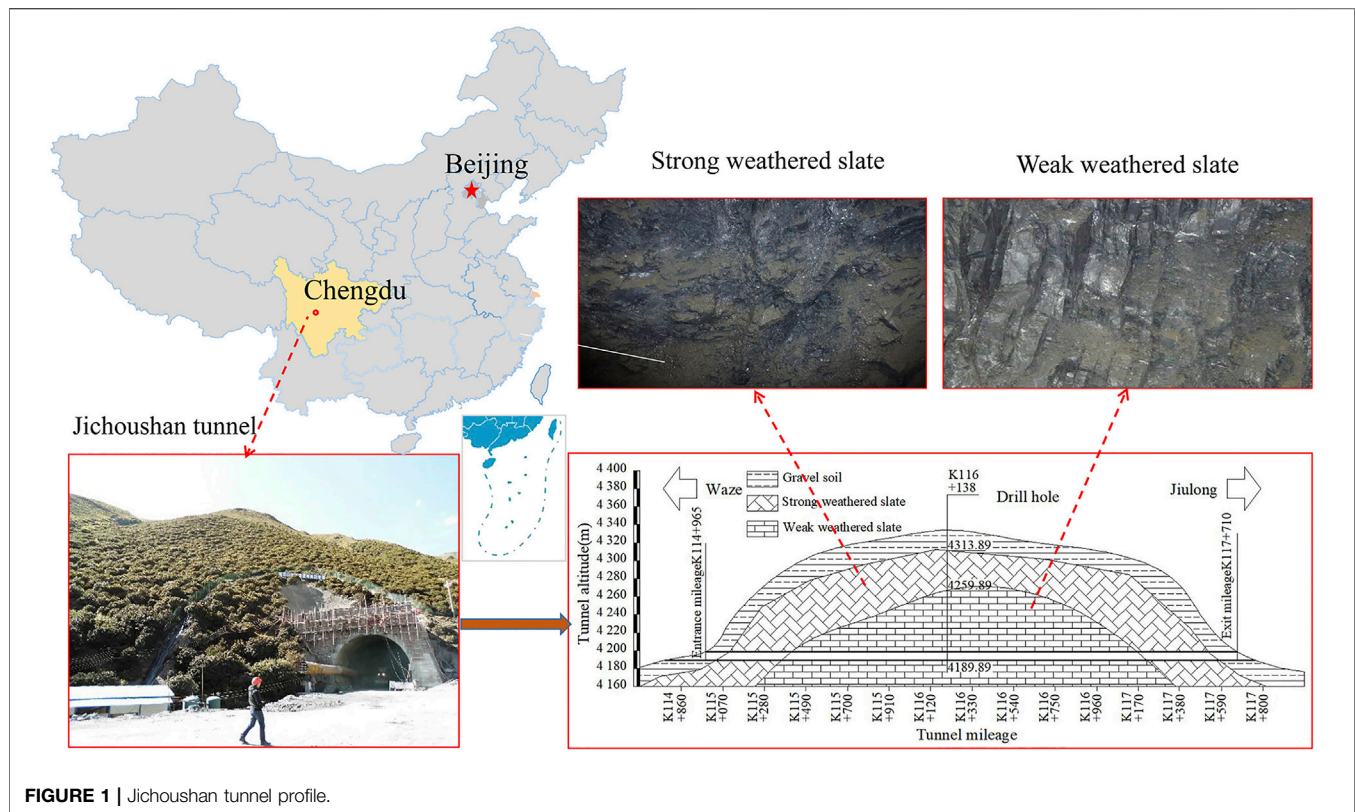 Beijing
Chengdu
Jichoushan tunnel
Strong weathered slate
Weak weathered slate
4 400
4 380
4 360
4 340
4 320
4 300
4 280
4 260
4 240
4 220
4 200
4 180
4 160
Tunnel altitude(m)
Waze
Gravel soil
Strong weathered slate
Weak weathered slate
K116
+138
Drill hole
Jiulong
Entrance mileageK114+965
Exit mileageK117+710
4313.89
4259.89
4189.89
K114
+860
K115
+070
K115
+280
K115
+490
K115
+700
K115
+910
K116
+120
K116
+330
K116
+540
K116
+750
K116
+960
K117
+170
K117
+380
K117
+590
K117
+800
Tunnel mileage
FIGURE 1 | Jichoushan tunnel profile.